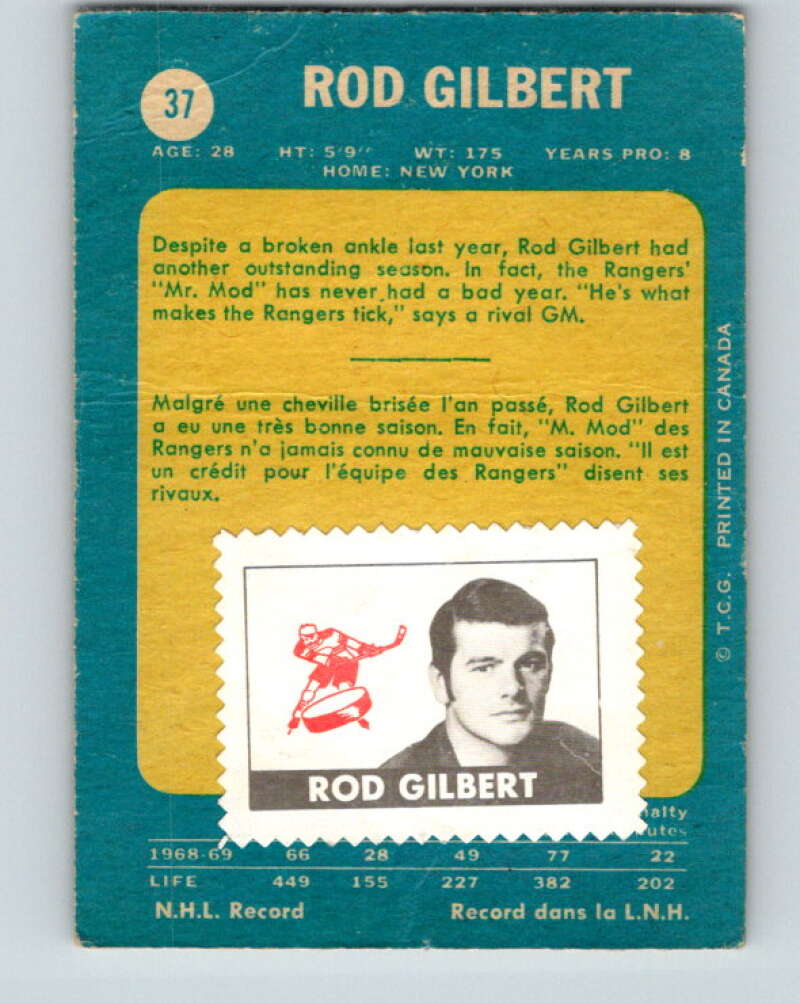 37
ROD GILBERT
AGE: 28 HT: 5'9" WT: 175 YEARS PRO: 8
HOME: NEW YORK
Despite a broken ankle last year, Rod Gilbert had
another outstanding season. In fact, the Rangers'
"Mr. Mod" has never had a bad year. "He's what
makes the Rangers tick," says a rival GM.
Malgré une cheville brisée l'an passé, Rod Gilbert
a eu une très bonne saison. En fait, "M. Mod" des
Rangers n'a jamais connu de mauvaise saison. "Il est
un crédit pour l'équipe des Rangers" disent ses
rivaux.
© T.C.G. PRINTED IN CANADA
ROD GILBERT
1968-69 66 28 49 77 22
LIFE 449 155 227 382 202
N.H.L. Record Record dans la L.N.H.